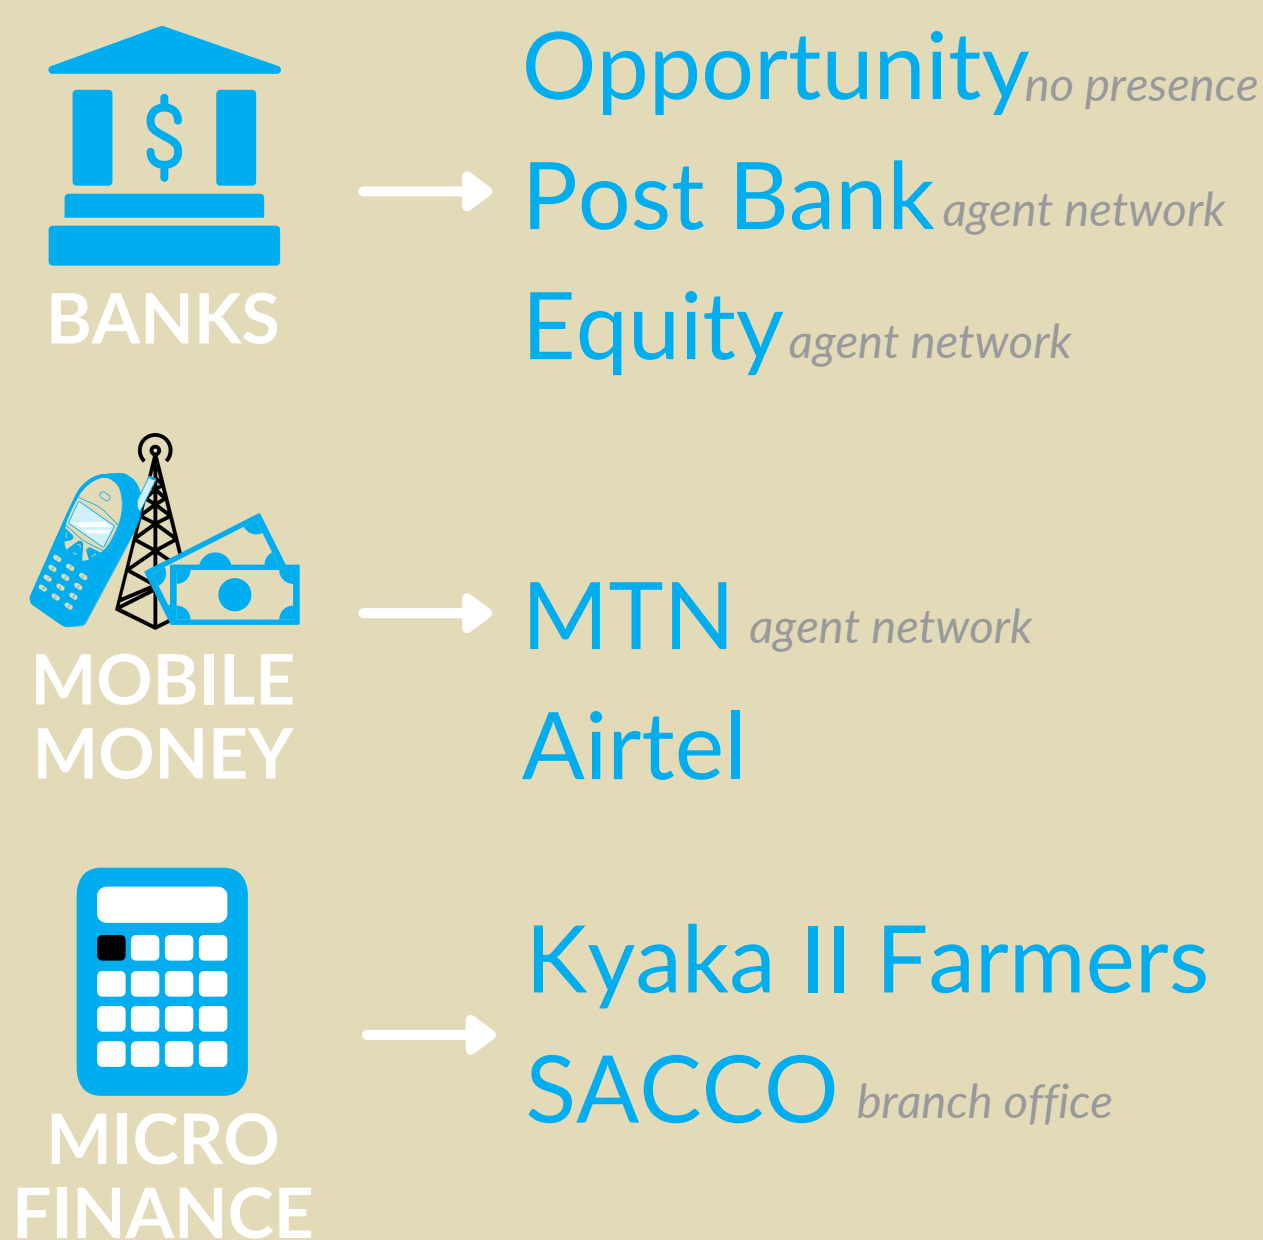 $
BANKS
Opportunity no presence
Post Bank agent network
Equity agent network
MOBILE
MONEY
MTN agent network
Airtel
MICRO
FINANCE
Kyaka II Farmers
SACCO branch office